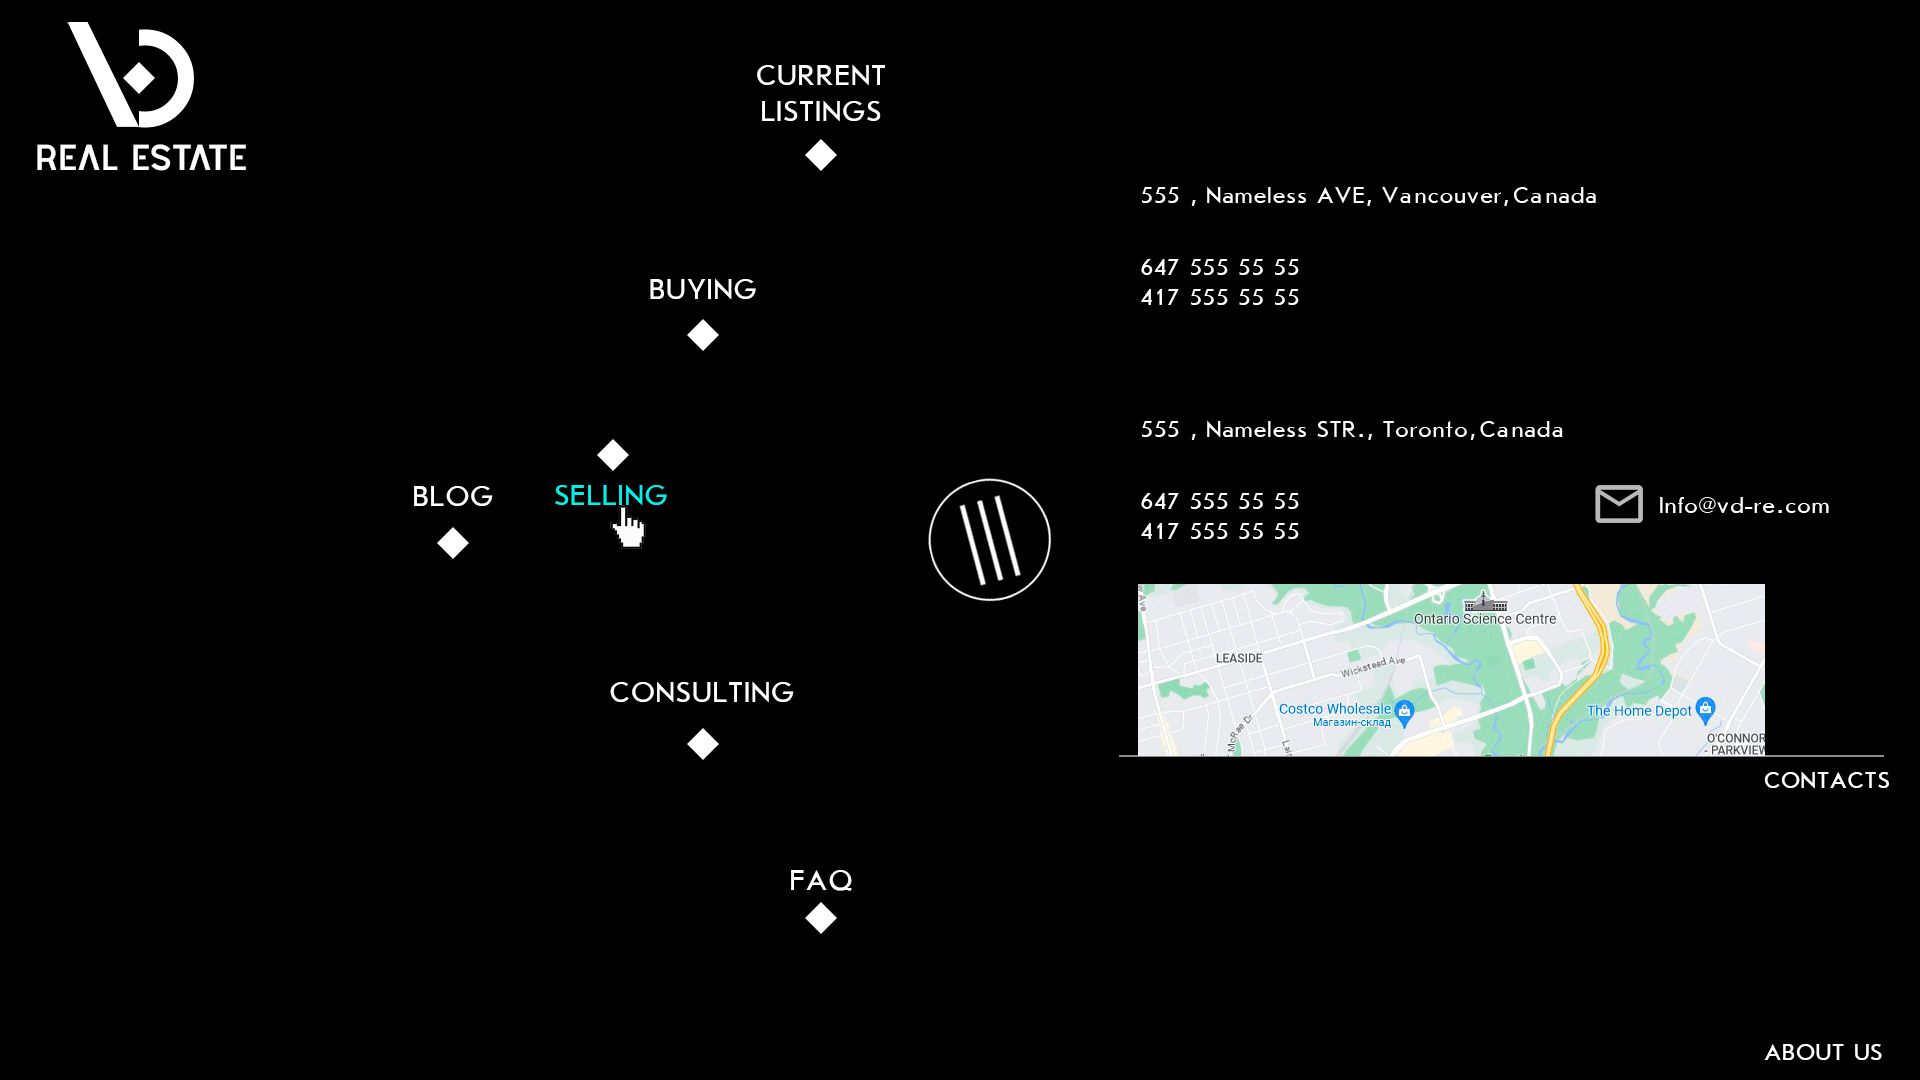 VD
REAL ESTATE
CURRENT
LISTINGS
BUYING
SELLING
BLOG
CONSULTING
FAQ
555 , Nameless AVE, Vancouver,Canada
647 555 55 55
417 555 55 55
555 , Nameless STR., Toronto,Canada
647 555 55 55
417 555 55 55
Info@vd-re.com
Ontario Science Centre
LEASIDE
Wicksteed Ave
Costco Wholesale
Магазин-склад
The Home Depot
McRae Dr
O'CONNOR
- PARKVIEW
CONTACTS
ABOUT US